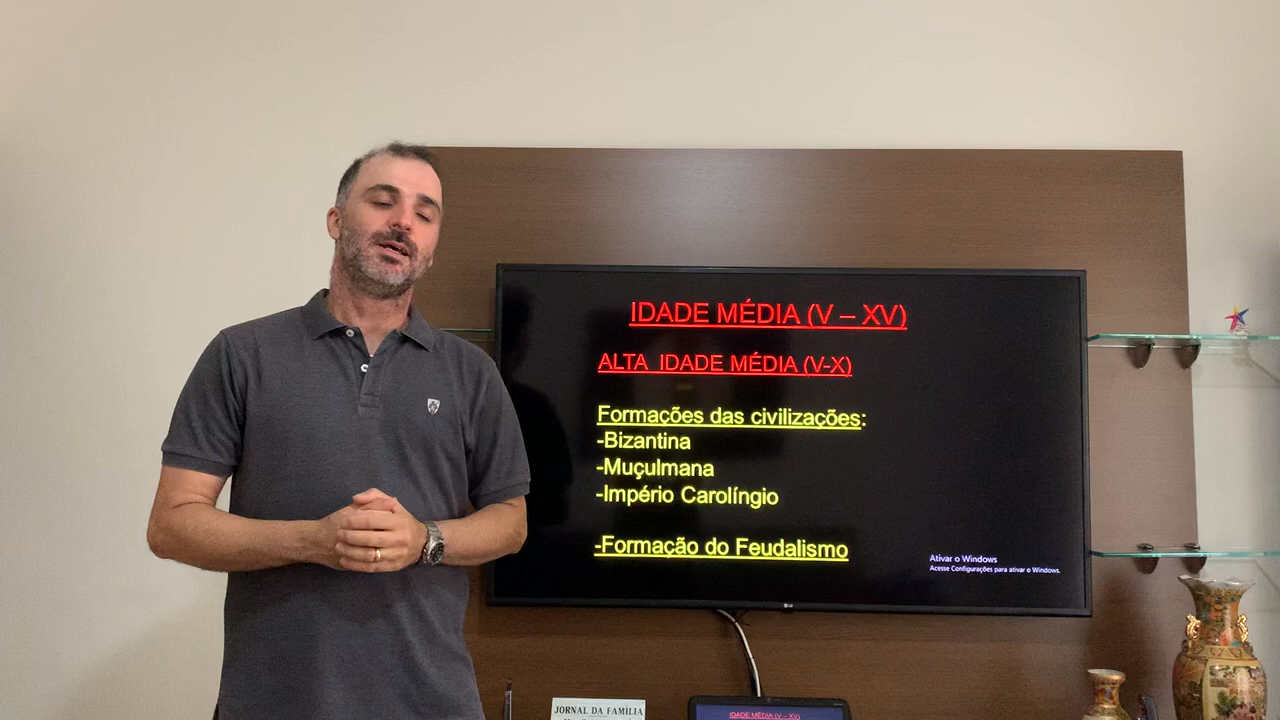 IDADE MÉDIA (V – XV)
ALTA IDADE MÉDIA (V-X)
Formações das civilizações:
-Bizantina
-Muçulmana
-Império Carolíngio
-Formação do Feudalismo
Ativar o Windows
Acesse Configurações para ativar o Windows.
LG
JORNAL DA FAMÍLIA
IDADE MÉDIA (V – XV)